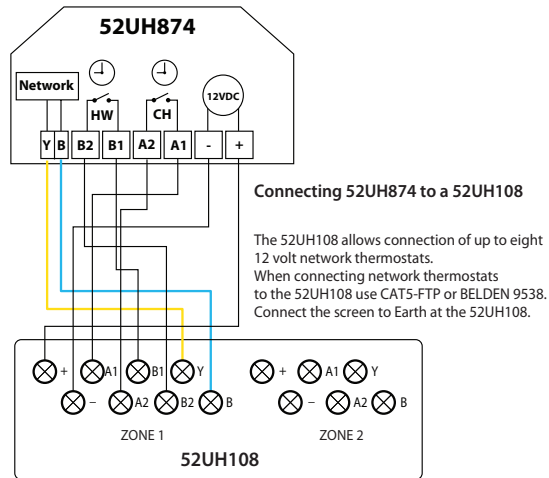 52UH874
Network
HW
CH
12VDC
Y B B2 B1 A2 A1 - +
Connecting 52UH874 to a 52UH108
The 52UH108 allows connection of up to eight
12 volt network thermostats.
When connecting network thermostats
to the 52UH108 use CAT5-FTP or BELDEN 9538.
Connect the screen to Earth at the 52UH108.
+ A1 B1 Y + A1 Y
– A2 B2 B – A2 B
ZONE 1 ZONE 2
52UH108